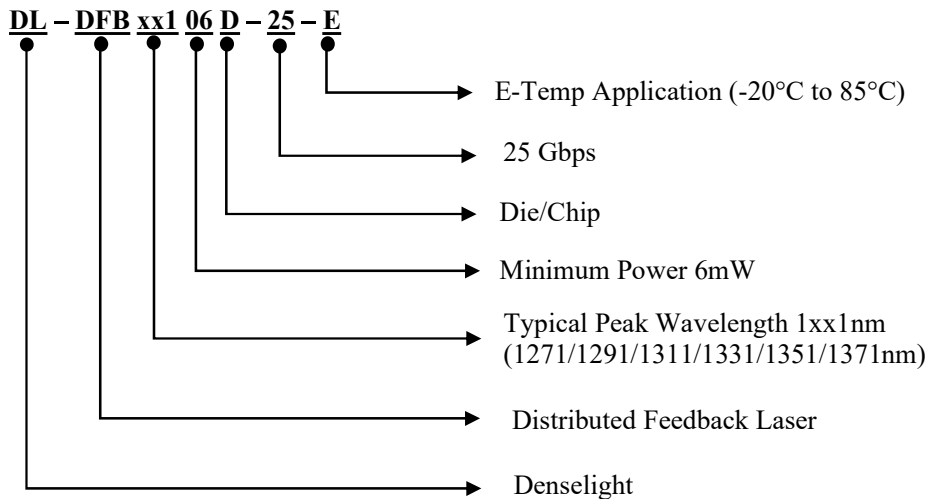 DL – DFB xx1 06 D – 25 – E
E-Temp Application (-20°C to 85°C)
25 Gbps
Die/Chip
Minimum Power 6mW
Typical Peak Wavelength 1xx1nm
(1271/1291/1311/1331/1351/1371nm)
Distributed Feedback Laser
Denselight